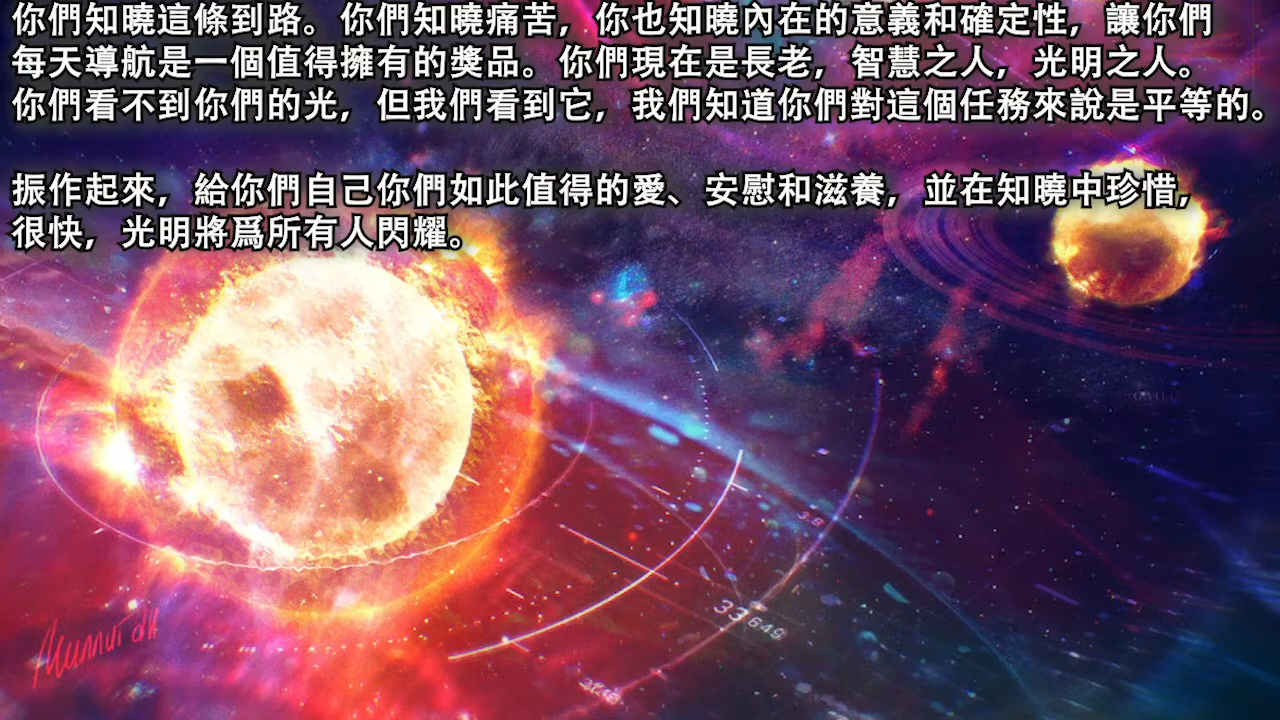 你們知曉這條到路。你們知曉痛苦，你也知曉內在的意義和確定性，讓你們
每天導航是一個值得擁有的獎品。你們現在是長老，智慧之人，光明之人。
你們看不到你們的光，但我們看到它，我們知道你們對這個任務來說是平等的。
振作起來，給你們自己你們如此值得的愛、安慰和滋養，並在知曉中珍惜，
很快，光明將爲所有人閃耀。
3.8
33 649